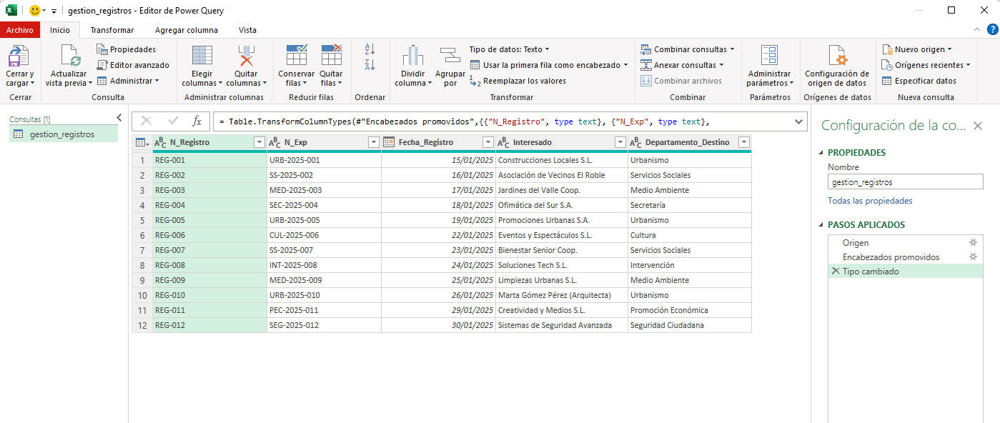 gestion_registros - Editor de Power Query
Archivo Inicio Transformar Agregar columna Vista
Cerrar y cargar
Cerrar
Actualizar vista previa
Propiedades
Editor avanzado
Administrar
Consulta
Elegir columnas
Quitar columnas
Administrar columnas
Conservar filas
Quitar filas
Reducir filas
A Z
Z A
Ordenar
Dividir columna
Agrupar por
Tipo de datos: Texto
Usar la primera fila como encabezado
1 2 Reemplazar los valores
Transformar
Combinar consultas
Anexar consultas
Combinar archivos
Combinar
Administrar parámetros
Parámetros
Configuración de origen de datos
Orígenes de datos
Nuevo origen
Orígenes recientes
Especificar datos
Nueva consulta
Consultas [1]
gestion_registros
fx = Table.TransformColumnTypes(#"Encabezados promovidos",{{"N_Registro", type text}, {"N_Exp", type text},
ABC N_Registro ABC N_Exp Fecha_Registro ABC Interesado ABC Departamento_Destino
1 REG-001 URB-2025-001 15/01/2025 Construcciones Locales S.L. Urbanismo
2 REG-002 SS-2025-002 16/01/2025 Asociación de Vecinos El Roble Servicios Sociales
3 REG-003 MED-2025-003 17/01/2025 Jardines del Valle Coop. Medio Ambiente
4 REG-004 SEC-2025-004 18/01/2025 Ofimática del Sur S.A. Secretaría
5 REG-005 URB-2025-005 19/01/2025 Promociones Urbanas S.A. Urbanismo
6 REG-006 CUL-2025-006 22/01/2025 Eventos y Espectáculos S.L. Cultura
7 REG-007 SS-2025-007 23/01/2025 Bienestar Senior Coop. Servicios Sociales
8 REG-008 INT-2025-008 24/01/2025 Soluciones Tech S.L. Intervención
9 REG-009 MED-2025-009 25/01/2025 Limpiezas Urbanas S.L. Medio Ambiente
10 REG-010 URB-2025-010 26/01/2025 Marta Gómez Pérez (Arquitecta) Urbanismo
11 REG-011 PEC-2025-011 29/01/2025 Creatividad y Medios S.L. Promoción Económica
12 REG-012 SEG-2025-012 30/01/2025 Sistemas de Seguridad Avanzada Seguridad Ciudadana
Configuración de la co...
PROPIEDADES
Nombre
gestion_registros
Todas las propiedades
PASOS APLICADOS
Origen
Encabezados promovidos
Tipo cambiado